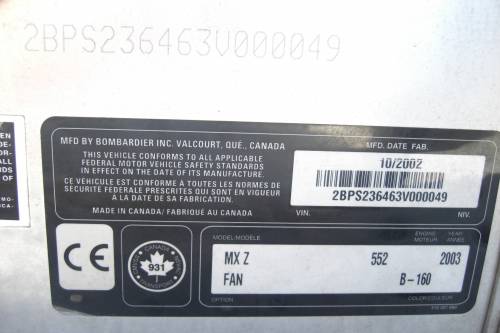 2BPS236463V000049
MFD BY BOMBARDIER INC. VALCOURT, QUÉ., CANADA
THIS VEHICLE CONFORMS TO ALL APPLICABLE
FEDERAL MOTOR VEHICLE SAFETY STANDARDS
IN EFFECT ON THE DATE OF ITS MANUFACTURE.
CE VÉHICULE EST CONFORME À TOUTES LES NORMES DE
SÉCURITÉ FÉDÉRALE PRESCRITES QUI SONT EN VIGUEUR
À LA DATE DE SA FABRICATION.
MADE IN CANADA/ FABRIQUÉ AU CANADA
MFD. DATE FAB.
10/2002
2BPS236463V000049
VIN. NIV.
CE
CANADA
931
TRANSPORT
MODEL/MODÈLE ENGINE MOTEUR YEAR ANNÉE
MX Z 552 2003
FAN B-160
OPTION COLOR/COULEUR